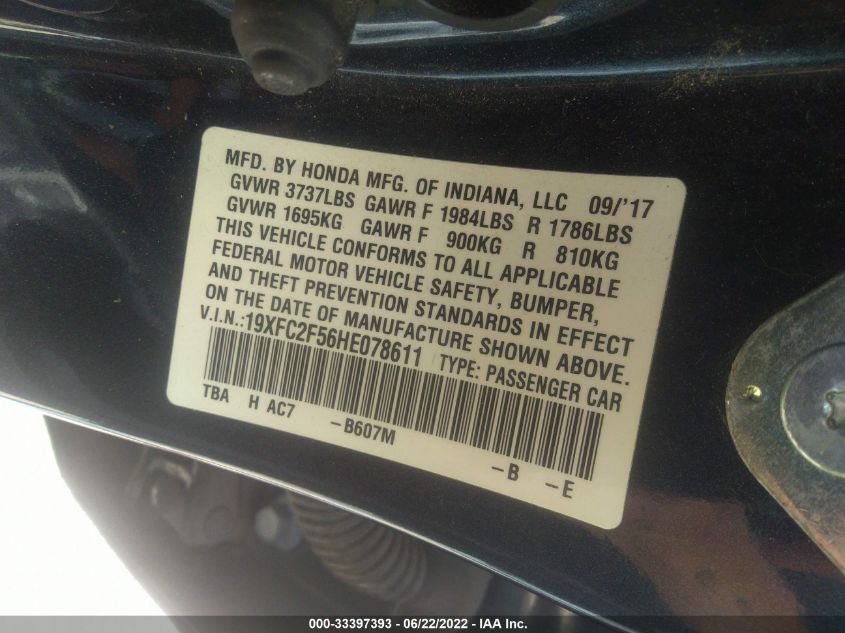 MFD. BY HONDA MFG. OF INDIANA, LLC 09/'17
GVWR 3737LBS GAWR F 1984LBS R 1786LBS
GVWR 1695KG GAWR F 900KG R 810KG
THIS VEHICLE CONFORMS TO ALL APPLICABLE
FEDERAL MOTOR VEHICLE SAFETY, BUMPER,
AND THEFT PREVENTION STANDARDS IN EFFECT
ON THE DATE OF MANUFACTURE SHOWN ABOVE.
V.I.N.:19XFC2F56HE078611 TYPE: PASSENGER CAR
TBA H AC7 -B607M -B -E
000-33397393 / 06/22/2022 - IAA Inc.